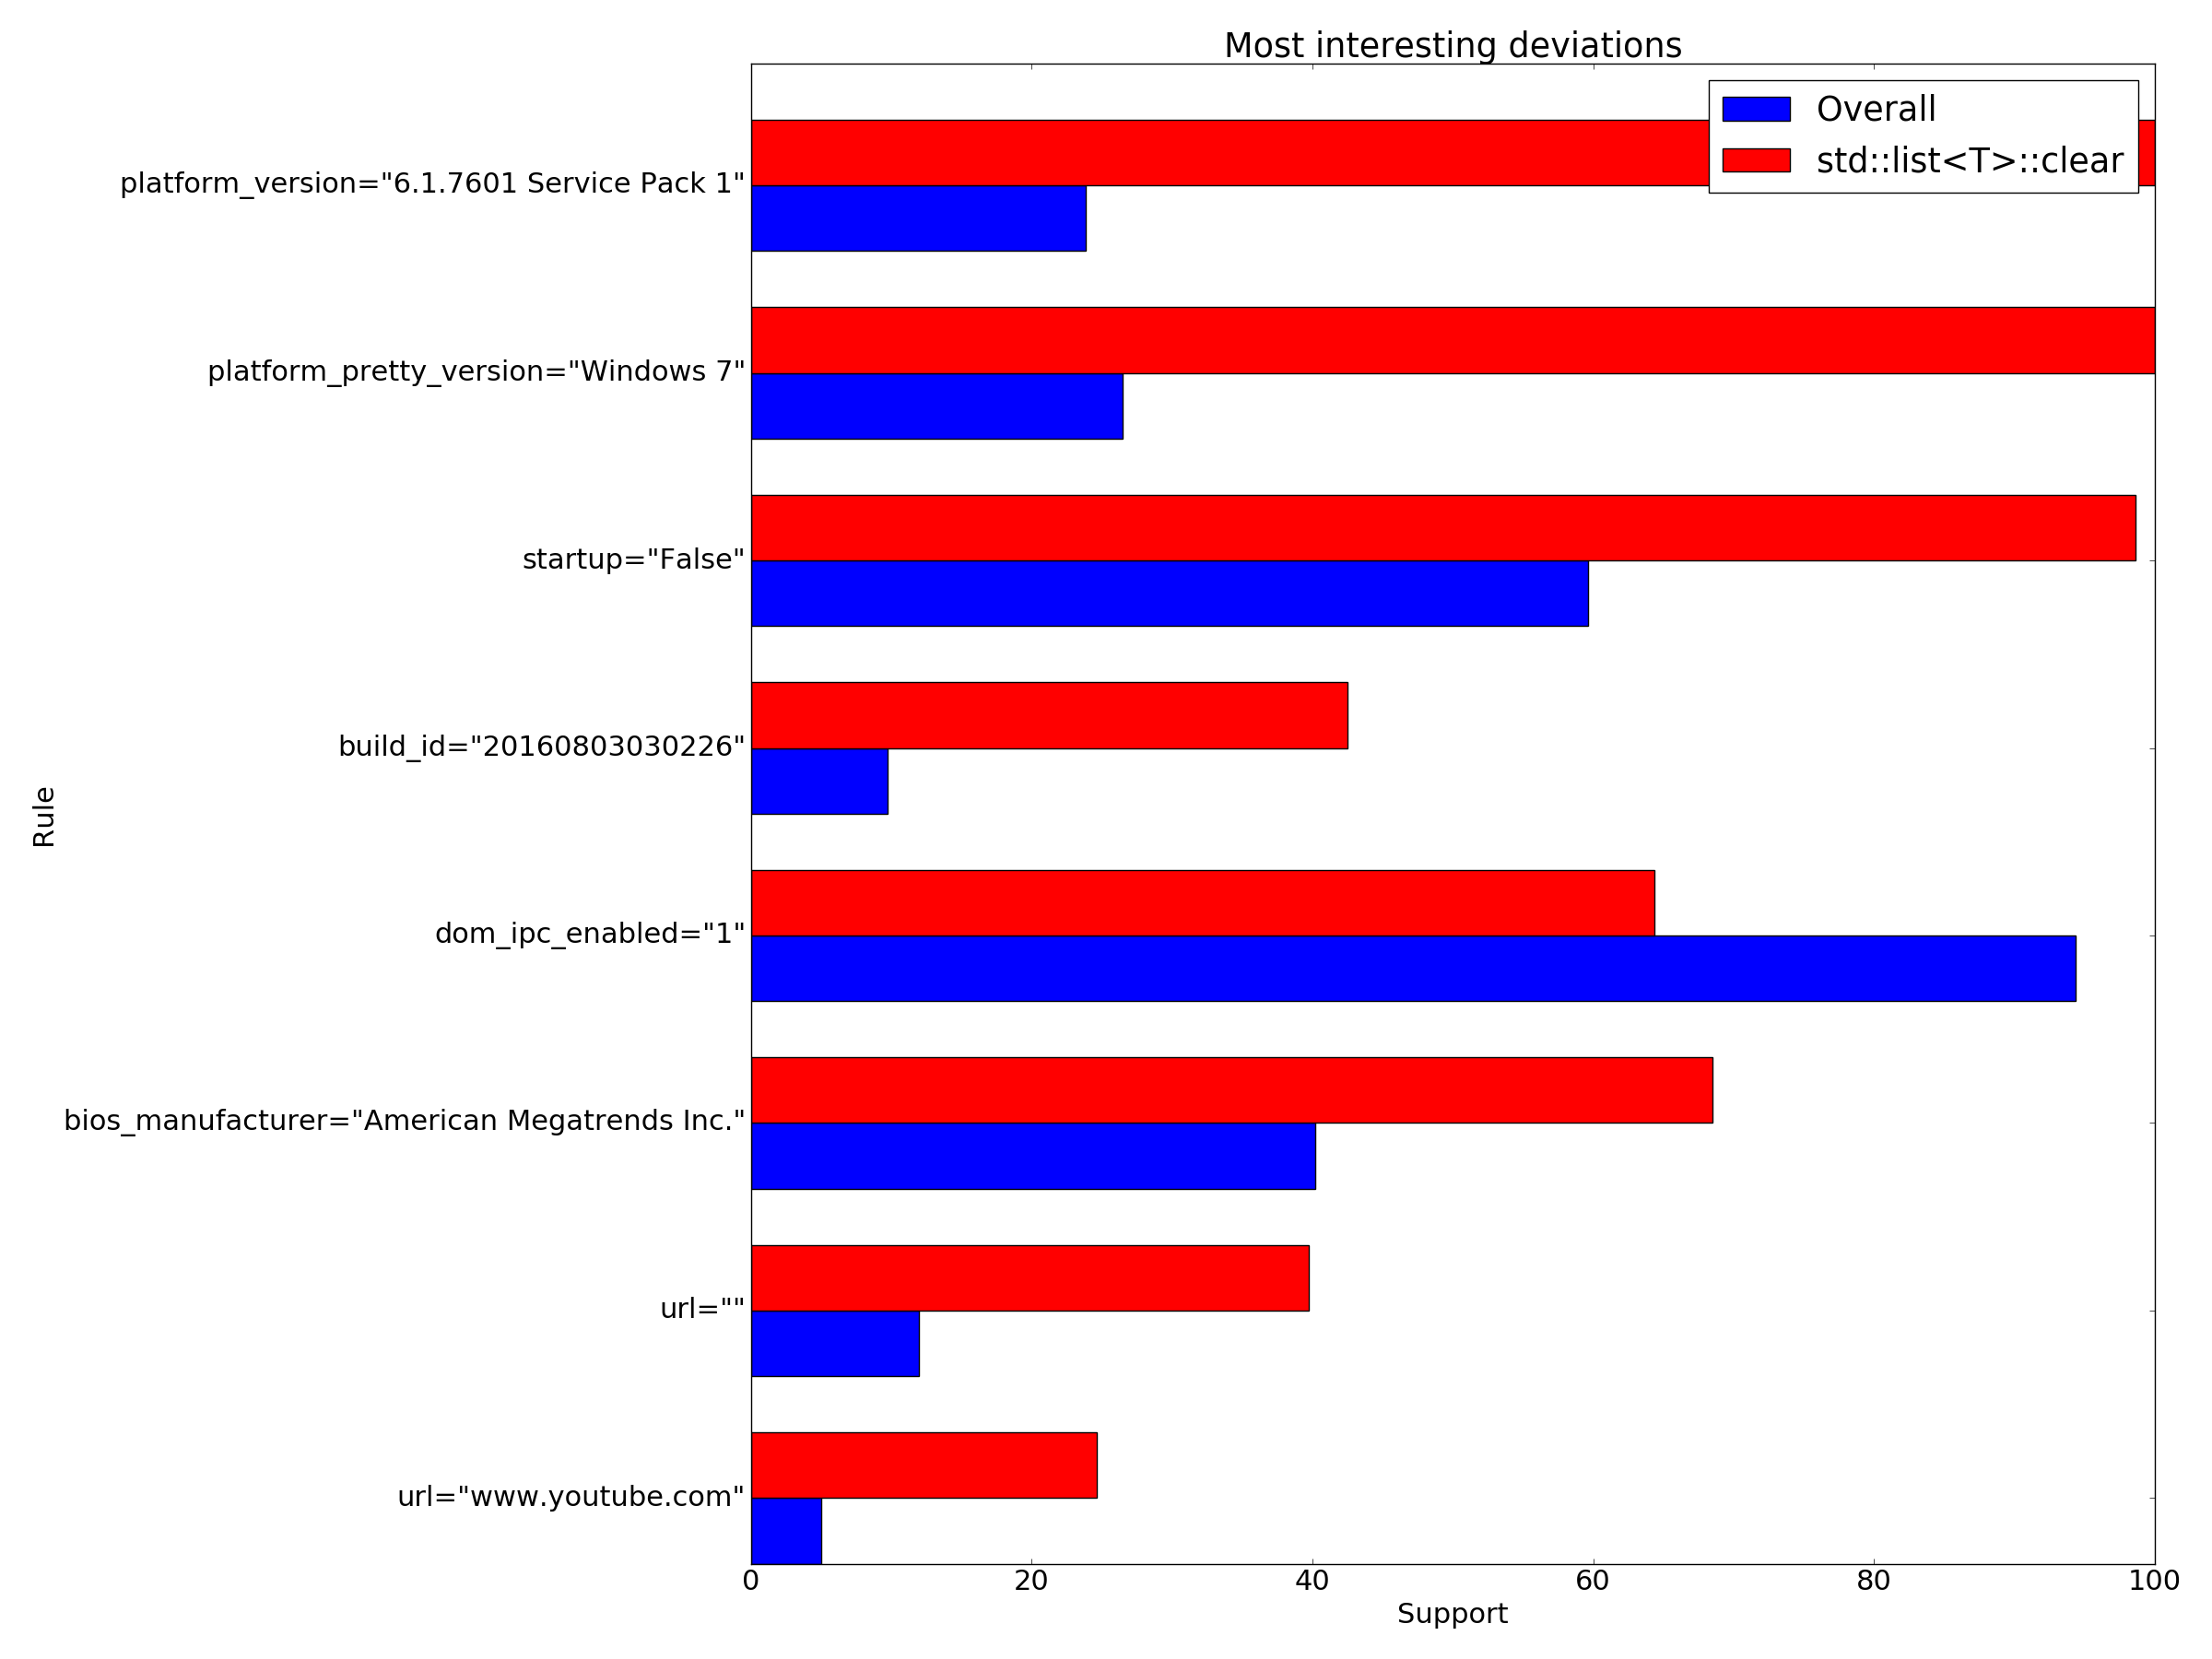 Most interesting deviations
Overall
std::list<T>::clear
platform_version="6.1.7601 Service Pack 1"
platform_pretty_version="Windows 7"
startup="False"
build_id="20160803030226"
Rule
dom_ipc_enabled="1"
bios_manufacturer="American Megatrends Inc."
url=""
url="www.youtube.com"
0 20 40 60 80 100
Support